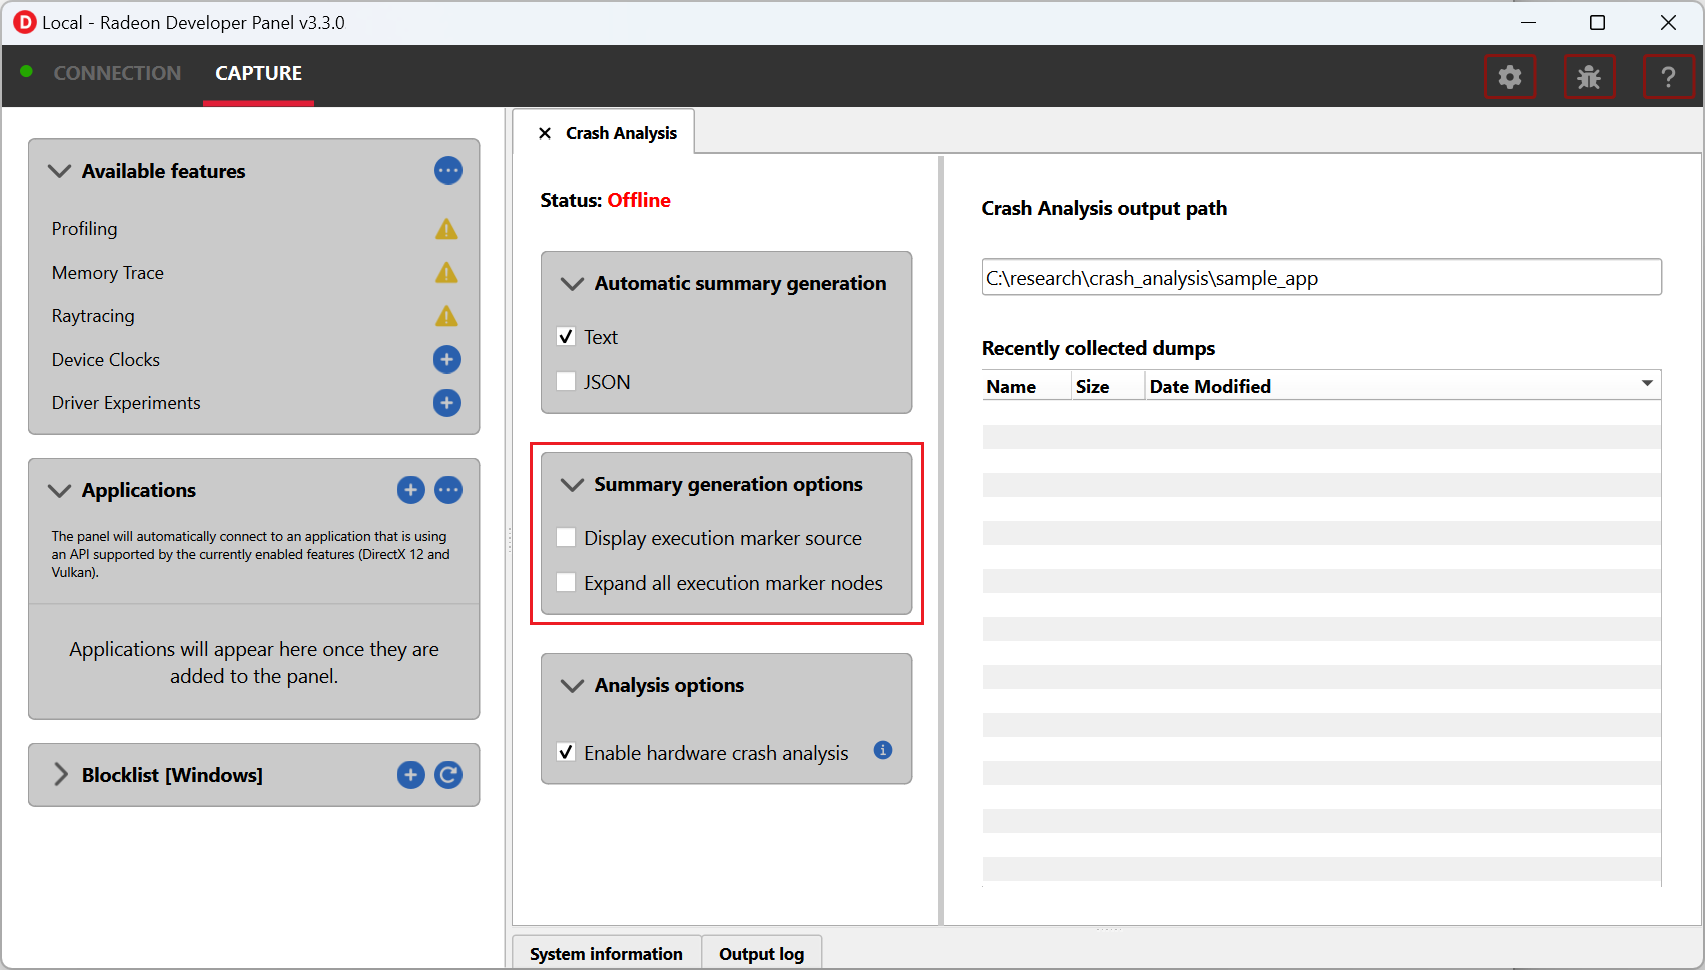 D Local - Radeon Developer Panel v3.3.0
CONNECTION CAPTURE ?
Available features
Profiling
Memory Trace
Raytracing
Device Clocks
Driver Experiments
Applications
The panel will automatically connect to an application that is using
an API supported by the currently enabled features (DirectX 12 and
Vulkan).
Applications will appear here once they are
added to the panel.
Blocklist [Windows]
Crash Analysis
Status: Offline
Automatic summary generation
Text
JSON
Summary generation options
Display execution marker source
Expand all execution marker nodes
Analysis options
Enable hardware crash analysis
Crash Analysis output path
C:\research\crash_analysis\sample_app
Recently collected dumps
Name Size Date Modified
System information Output log